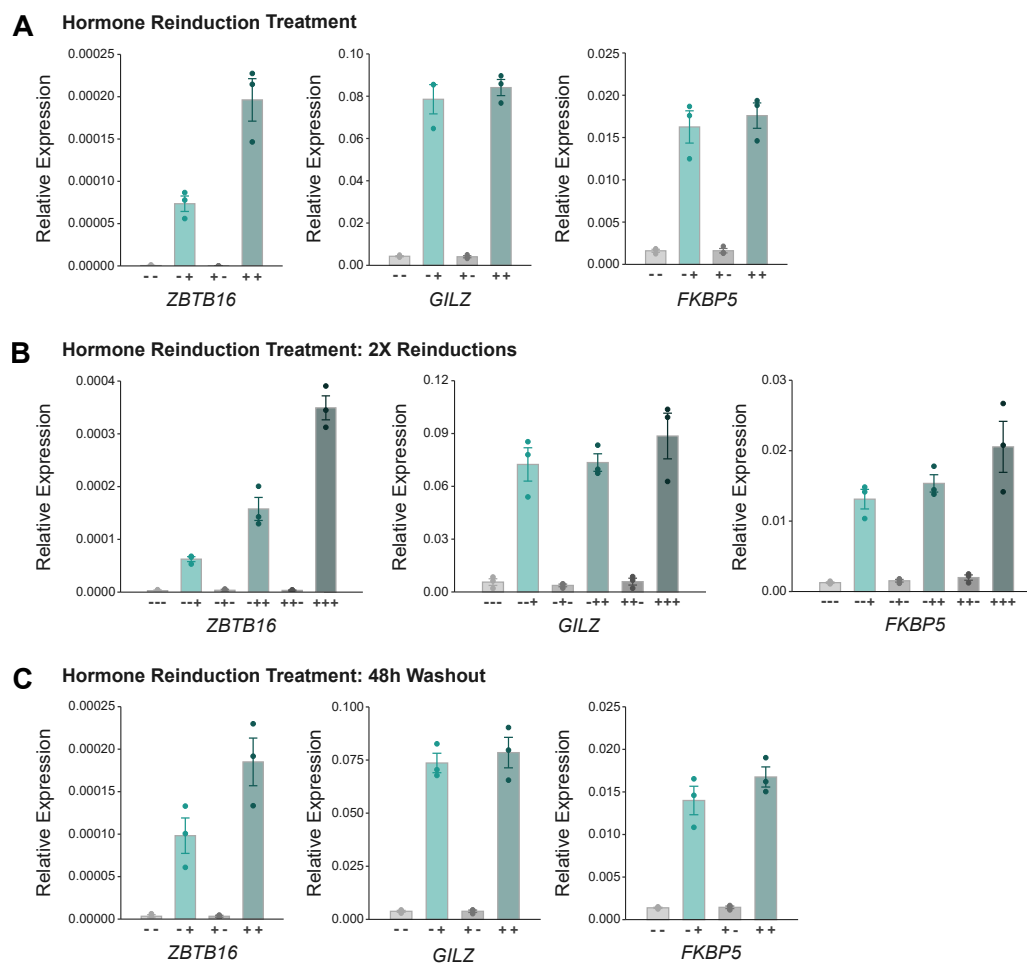 A Hormone Reinduction Treatment
Relative Expression
0.00025
0.00020
0.00015
0.00010
0.00005
0.00000
-- -+ +- ++
ZBTB16
Relative Expression
0.10
0.08
0.06
0.04
0.02
0.00
-- -+ +- ++
GILZ
Relative Expression
0.025
0.020
0.015
0.010
0.005
0.000
-- -+ +- ++
FKBP5
B Hormone Reinduction Treatment: 2X Reinductions
Relative Expression
0.0004
0.0003
0.0002
0.0001
0.0000
--- --+ -+- -++ ++- +++
ZBTB16
Relative Expression
0.12
0.09
0.06
0.03
0.00
--- --+ -+- -++ ++- +++
GILZ
Relative Expression
0.03
0.02
0.01
0.00
--- --+ -+- -++ ++- +++
FKBP5
C Hormone Reinduction Treatment: 48h Washout
Relative Expression
0.00025
0.00020
0.00015
0.00010
0.00005
0.00000
-- -+ +- ++
ZBTB16
Relative Expression
0.100
0.075
0.050
0.025
0.000
-- -+ +- ++
GILZ
Relative Expression
0.025
0.020
0.015
0.010
0.005
0.000
-- -+ +- ++
FKBP5